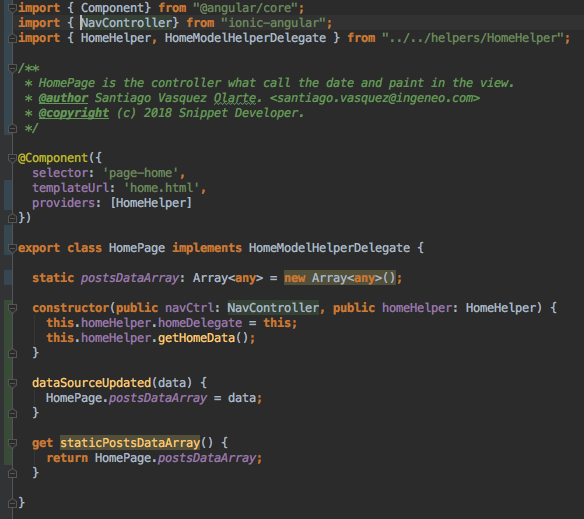 import { Component} from "@angular/core";
import { NavController} from "ionic-angular";
import { HomeHelper, HomeModelHelperDelegate } from "../../helpers/HomeHelper";
/**
* HomePage is the controller what call the date and paint in the view.
* @author Santiago Vasquez Olarte. <santiago.vasquez@ingeneo.com>
* @copyright (c) 2018 Snippet Developer.
*/
@Component({
selector: 'page-home',
templateUrl: 'home.html',
providers: [HomeHelper]
})
export class HomePage implements HomeModelHelperDelegate {
static postsDataArray: Array<any> = new Array<any>();
constructor(public navCtrl: NavController, public homeHelper: HomeHelper) {
this.homeHelper.homeDelegate = this;
this.homeHelper.getHomeData();
}
dataSourceUpdated(data) {
HomePage.postsDataArray = data;
}
get staticPostsDataArray() {
return HomePage.postsDataArray;
}
}